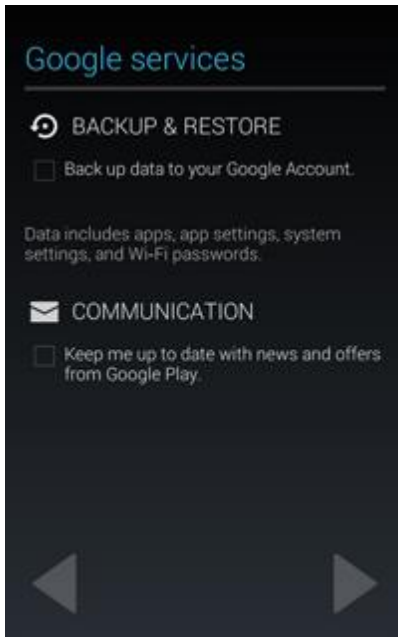 Google services
BACKUP & RESTORE
Back up data to your Google Account.
Data includes apps, app settings, system
settings, and Wi-Fi passwords.
COMMUNICATION
Keep me up to date with news and offers
from Google Play.